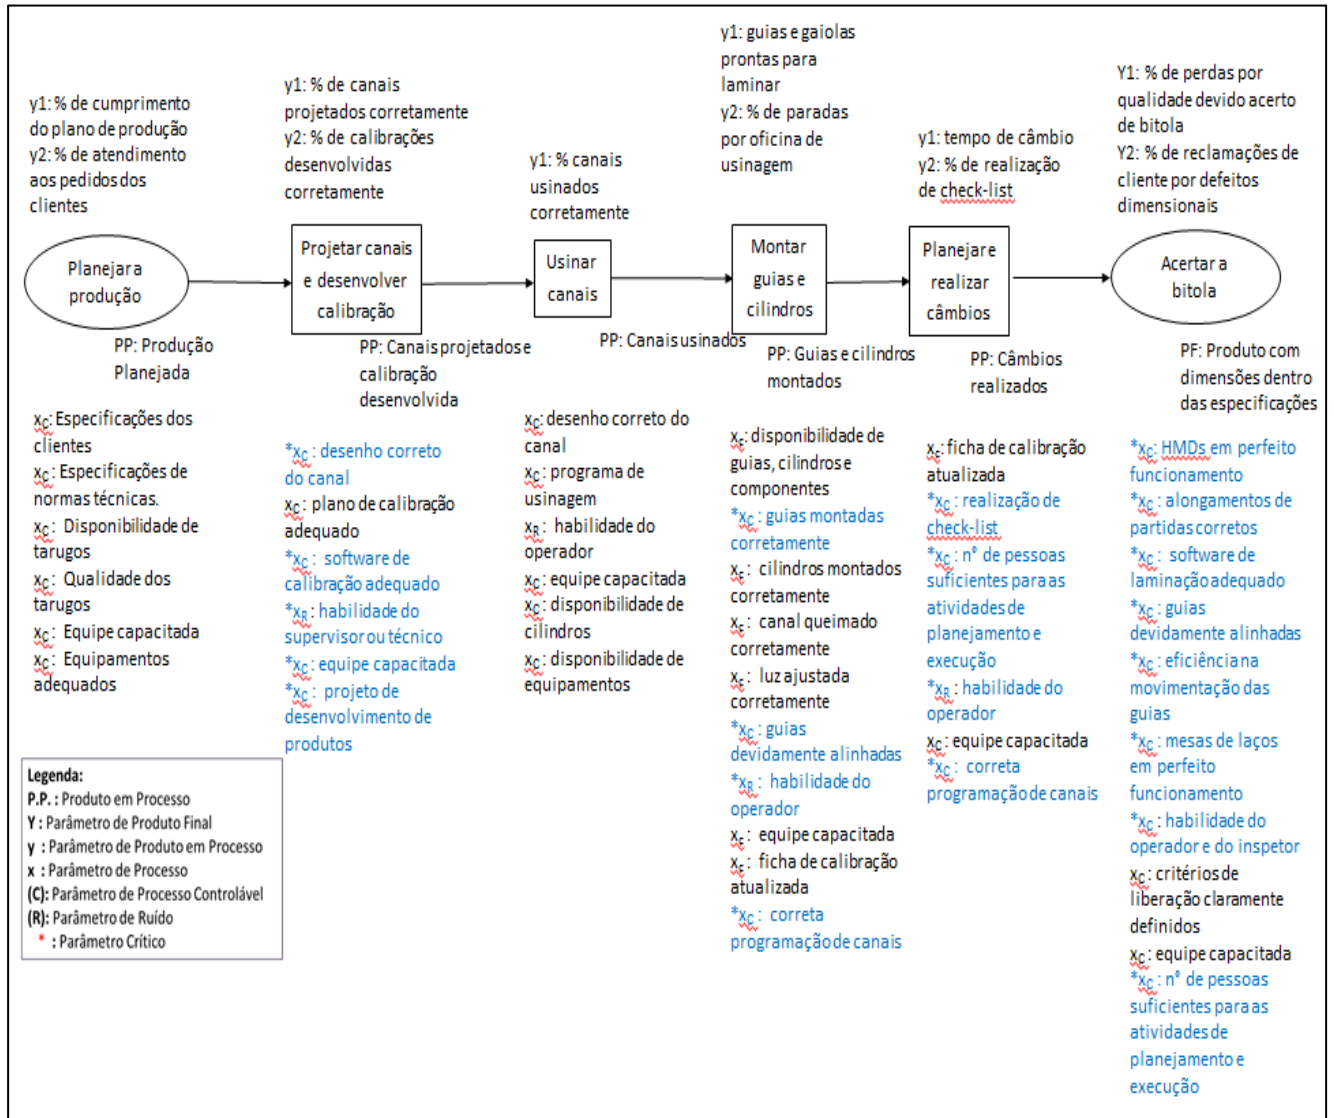 y1: % de cumprimento
do plano de produção
y2: % de atendimento
aos pedidos dos
clientes
Planejar a
produção
PP: Produção
Planejada
xC: Especificações dos
clientes
xC: Especificações de
normas técnicas.
xC: Disponibilidade de
tarugos
xC: Qualidade dos
tarugos
xC: Equipe capacitada
xC: Equipamentos
adequados
y1: % de canais
projetados corretamente
y2: % de calibrações
desenvolvidas
corretamente
Projetar canais
e desenvolver
calibração
PP: Canais projetados e
calibração
desenvolvida
*xC: desenho correto
do canal
xC: plano de calibração
adequado
*xC: software de
calibração adequado
*xR: habilidade do
supervisor ou técnico
*xC: equipe capacitada
*xC: projeto de
desenvolvimento de
produtos
y1: % canais
usinados
corretamente
Usinar
canais
PP: Canais usinados
xC: desenho correto do
canal
xC: programa de
usinagem
xR: habilidade do
operador
xC: equipe capacitada
xC: disponibilidade de
cilindros
xC: disponibilidade de
equipamentos
y1: guias e gaiolas
prontas para
laminar
y2: % de paradas
por oficina de
usinagem
Montar
guias e
cilindros
PP: Guias e cilindros
montados
xE: disponibilidade de
guias, cilindros e
componentes
*xC: guias montadas
corretamente
xE: cilindros montados
corretamente
xE: canal queimado
corretamente
xE: luz ajustada
corretamente
*xC: guias
devidamente alinhadas
*xR: habilidade do
operador
xE: equipe capacitada
xE: ficha de calibração
atualizada
*xC: correta
programação de canais
y1: tempo de câmbio
y2: % de realização
de check-list
Planejar e
realizar
câmbios
PP: Câmbios
realizados
xE: ficha de calibração
atualizada
*xC: realização de
check-list
*xC: n° de pessoas
suficientes para as
atividades de
planejamento e
execução
*xR: habilidade do
operador
xC: equipe capacitada
*xC: correta
programação de canais
Y1: % de perdas por
qualidade devido acerto
de bitola
Y2: % de reclamações de
cliente por defeitos
dimensionais
Acertar a
bitola
PF: Produto com
dimensões dentro
das especificações
*xC: HMDs em perfeito
funcionamento
*xC: alongamentos de
partidas corretos
*xC: software de
laminação adequado
*xC: guias
devidamente alinhadas
*xC: eficiência na
movimentação das
guias
*xC: mesas de laços
em perfeito
funcionamento
*xC: habilidade do
operador e do inspetor
xC: critérios de
liberação claramente
definidos
xC: equipe capacitada
*xC: n° de pessoas
suficientes para as
atividades de
planejamento e
execução
Legenda:
P.P. : Produto em Processo
Y : Parâmetro de Produto Final
y : Parâmetro de Produto em Processo
x : Parâmetro de Processo
(C): Parâmetro de Processo Controlável
(R): Parâmetro de Ruído
* : Parâmetro Crítico